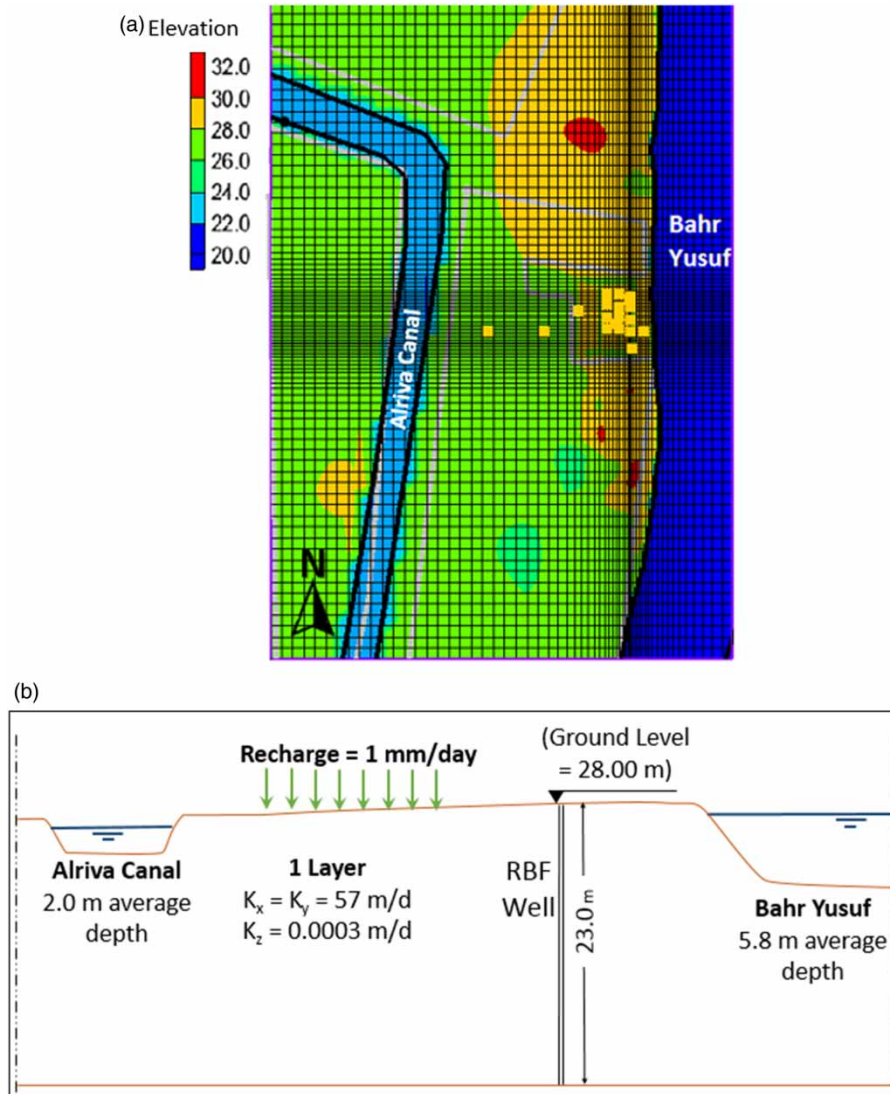 (a) Elevation
32.0
30.0
28.0
26.0
24.0
22.0
20.0
Bahr
Yusuf
Alriva Canal
N
(b)
Recharge = 1 mm/day
(Ground Level
= 28.00 m)
Alriva Canal
2.0 m average
depth
1 Layer
Kₓ = Kᵧ = 57 m/d
K_z = 0.0003 m/d
RBF
Well
23.0 m
Bahr Yusuf
5.8 m average
depth